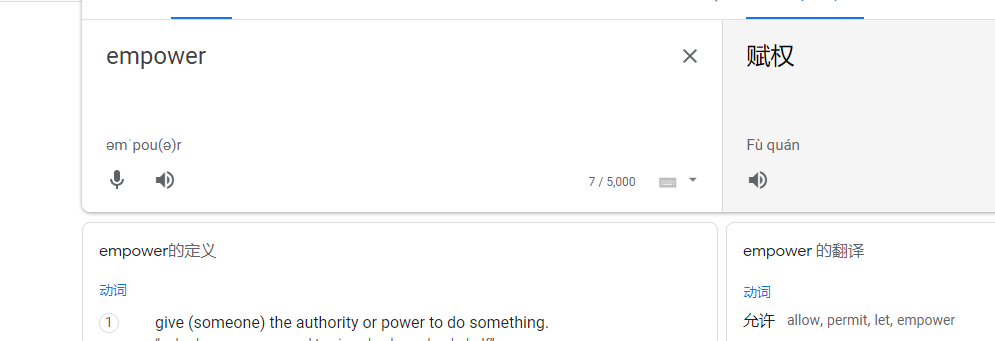 empower
赋权
əmˈpou(ə)r
Fù quán
7 / 5,000
empower的定义
动词
1
give (someone) the authority or power to do something.
empower 的翻译
动词
允许 allow, permit, let, empower